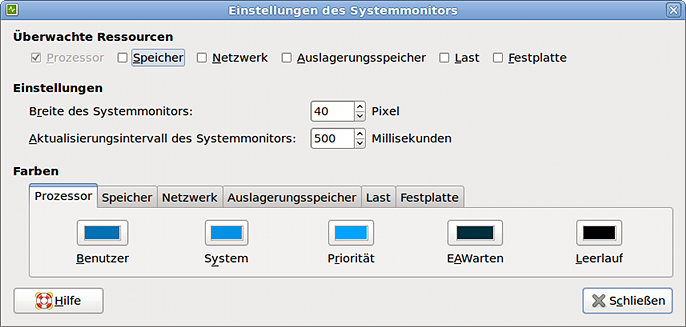 Einstellungen des Systemmonitors
Überwachte Ressourcen
Prozessor Speicher Netzwerk Auslagerungsspeicher Last Festplatte
Einstellungen
Breite des Systemmonitors: 40 Pixel
Aktualisierungsintervall des Systemmonitors: 500 Millisekunden
Farben
Prozessor Speicher Netzwerk Auslagerungsspeicher Last Festplatte
Benutzer System Priorität EAWarten Leerlauf
Hilfe Schließen